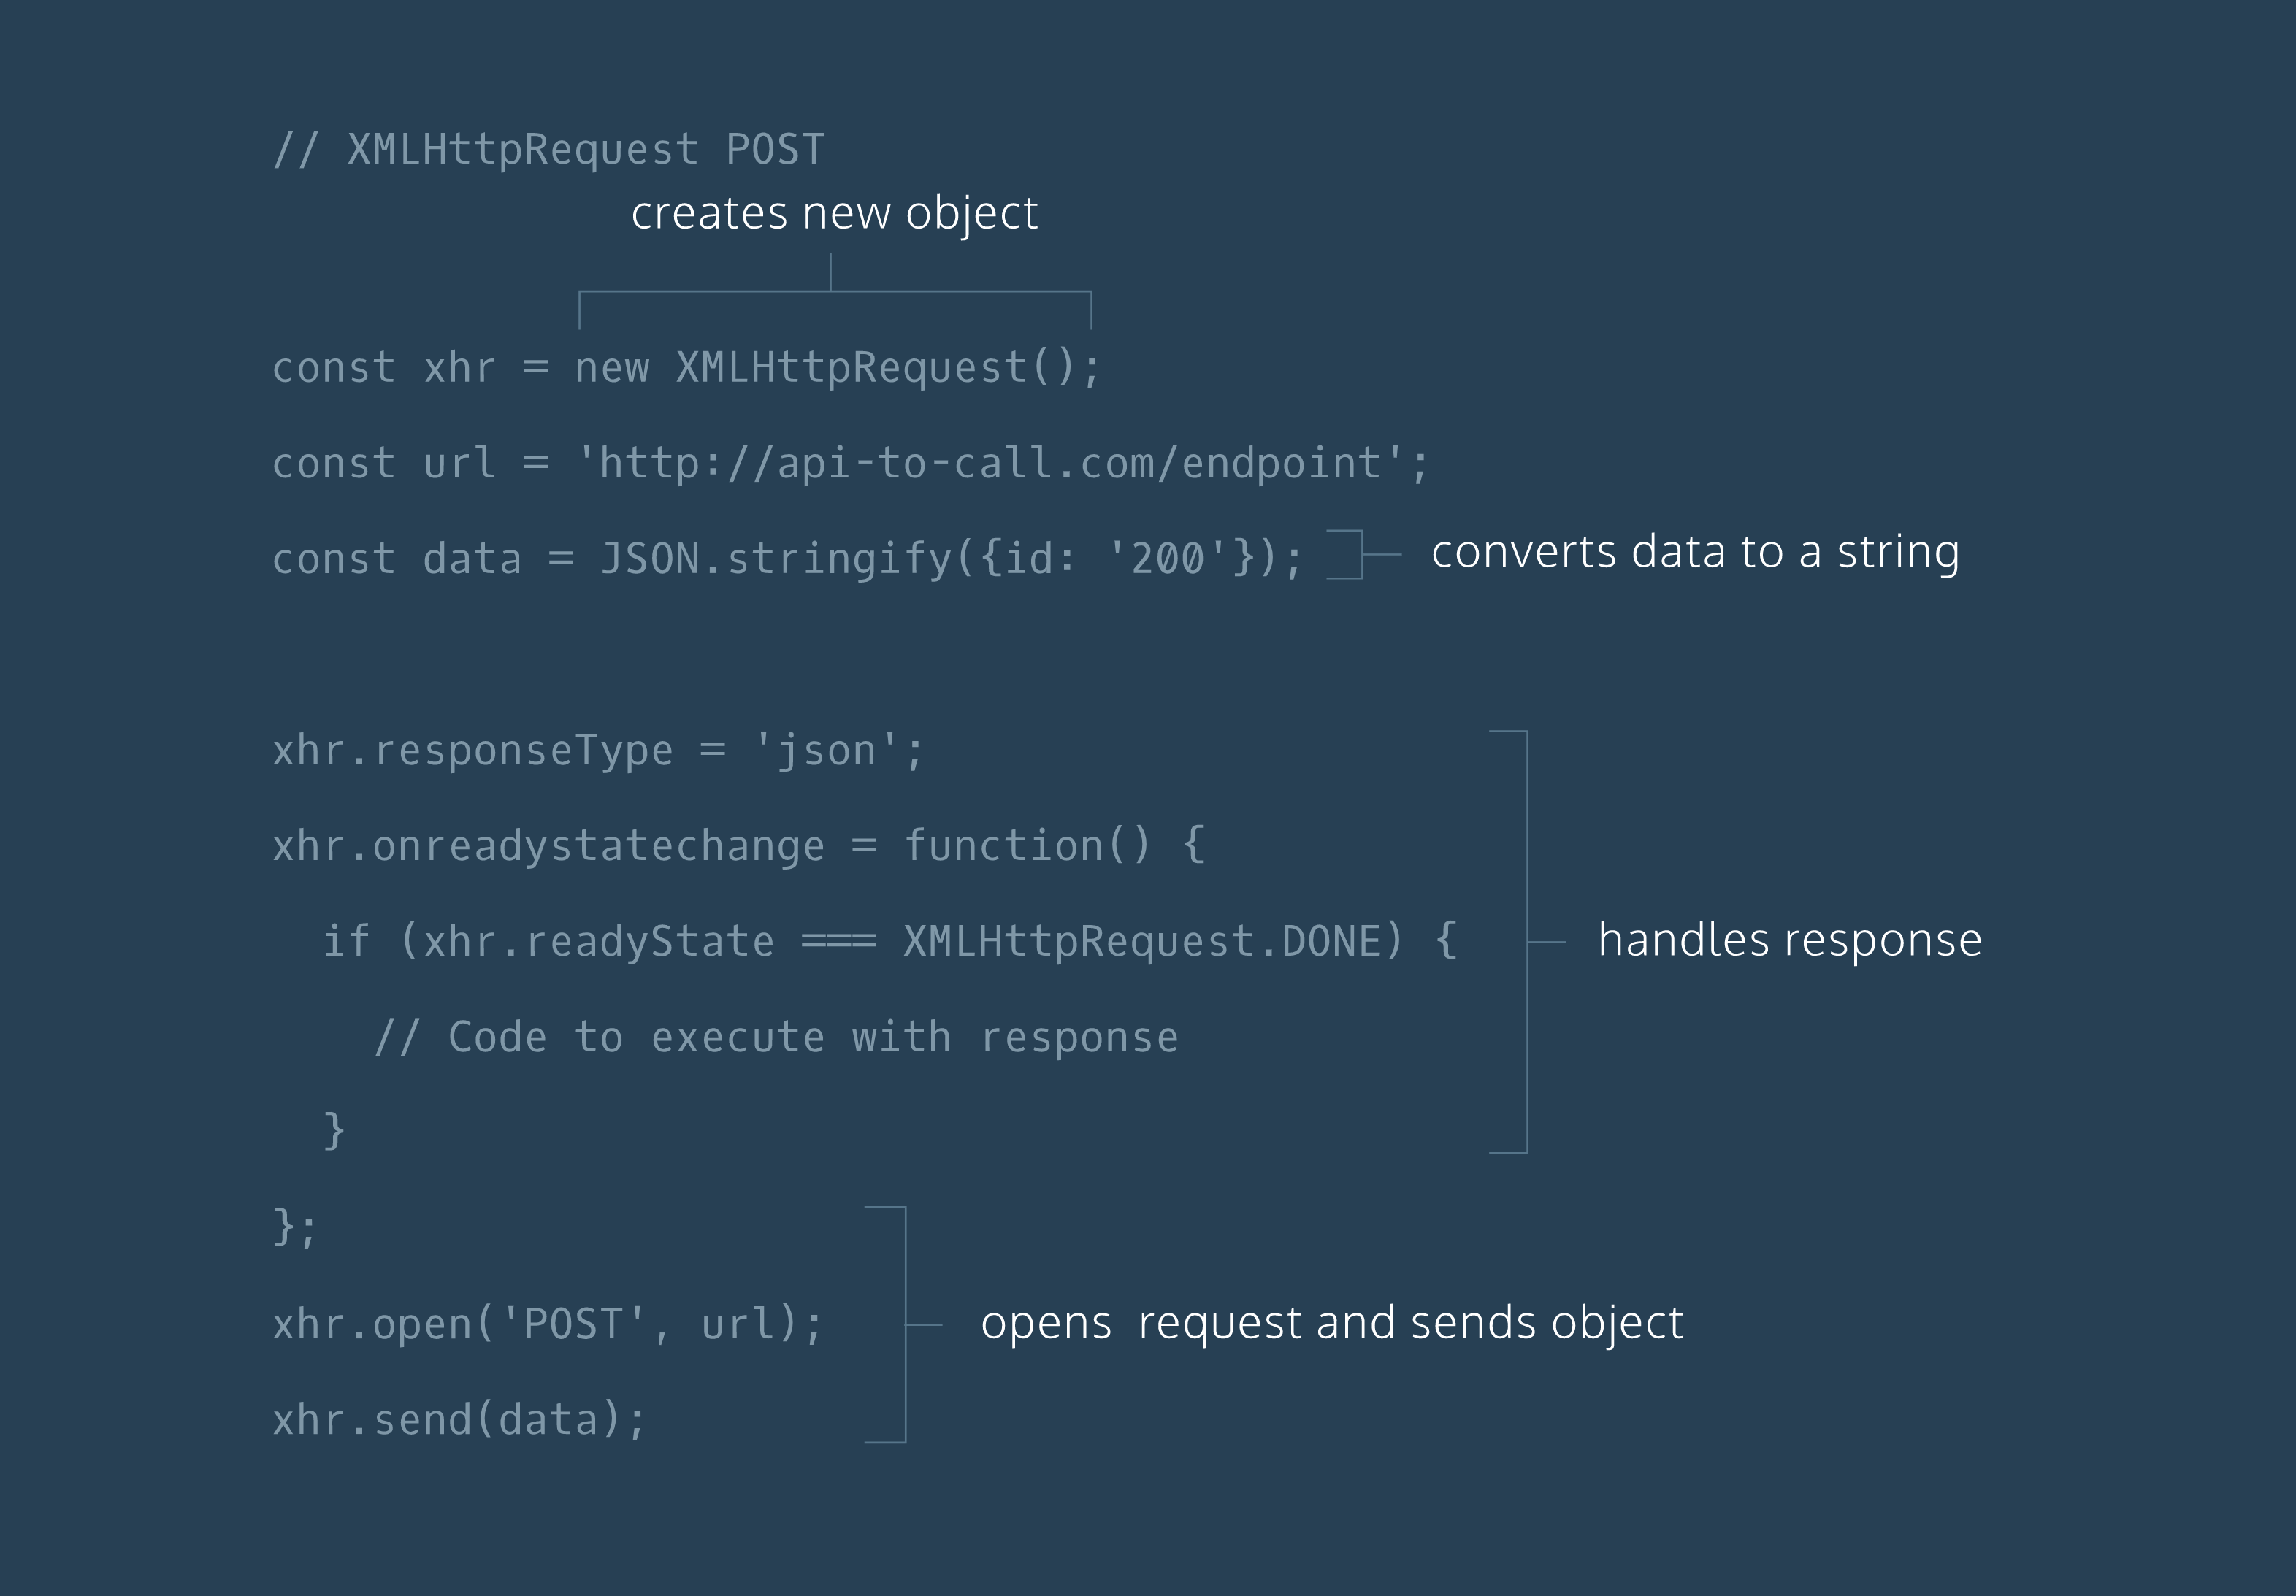 // XMLHttpRequest POST
creates new object
const xhr = new XMLHttpRequest();
const url = 'http://api-to-call.com/endpoint';
const data = JSON.stringify({id: '200'});
converts data to a string
xhr.responseType = 'json';
xhr.onreadystatechange = function() {
if (xhr.readyState === XMLHttpRequest.DONE) {
handles response
// Code to execute with response
}
};
xhr.open('POST', url);
opens  request and sends object
xhr.send(data);